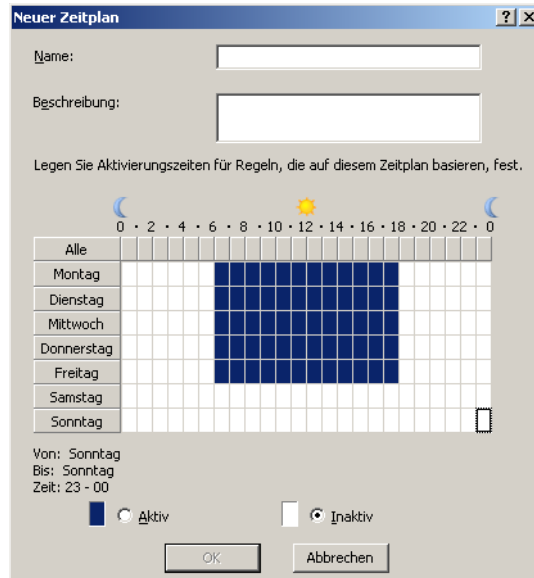 Neuer Zeitplan
Name:
Beschreibung:
Legen Sie Aktivierungszeiten für Regeln, die auf diesem Zeitplan basieren, fest.
0 · 2 · 4 · 6 · 8 · 10 · 12 · 14 · 16 · 18 · 20 · 22 · 0
Alle
Montag
Dienstag
Mittwoch
Donnerstag
Freitag
Samstag
Sonntag
Von: Sonntag
Bis: Sonntag
Zeit: 23 - 00
Aktiv Inaktiv
OK Abbrechen